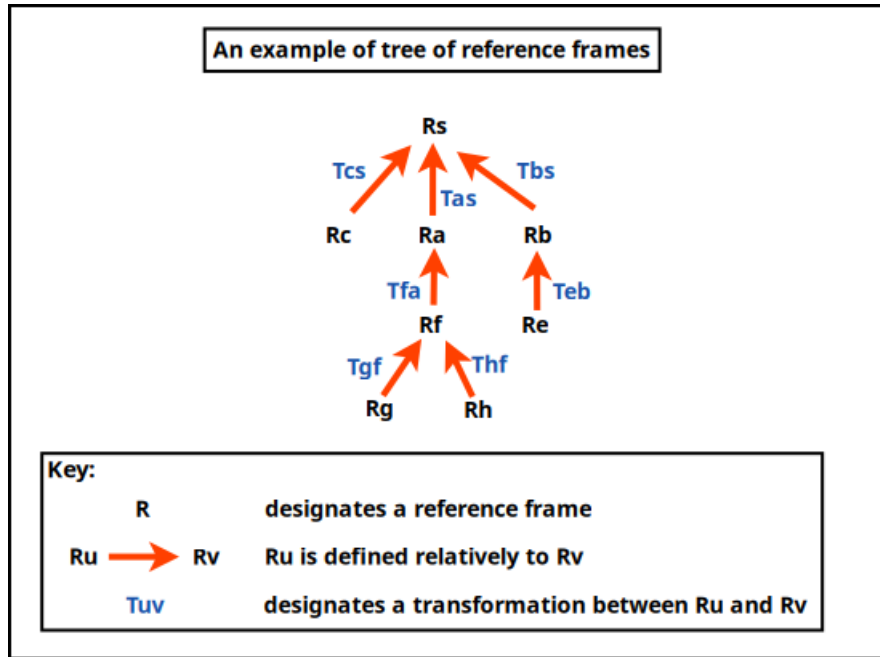 An example of tree of reference frames
Rs
Tcs Tbs
Tas
Rc Ra Rb
Tfa Teb
Rf Re
Tgf Thf
Rg Rh
Key:
R designates a reference frame
Ru Rv Ru is defined relatively to Rv
Tuv designates a transformation between Ru and Rv